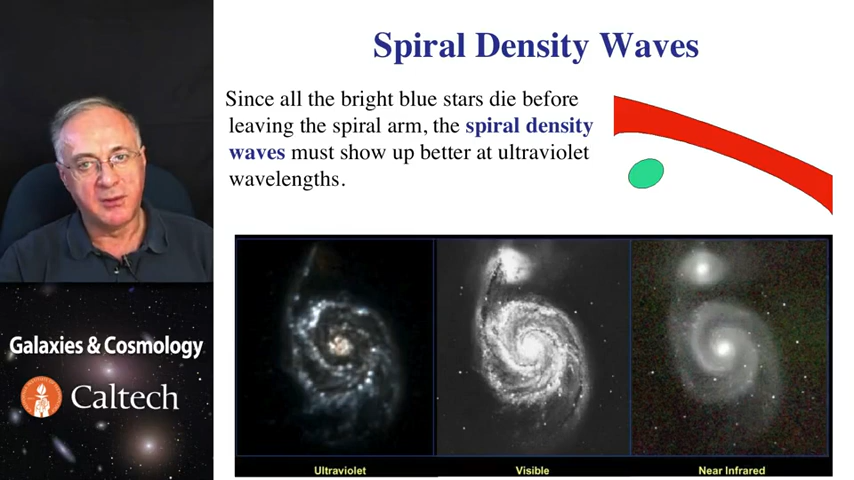 Spiral Density Waves
Since all the bright blue stars die before
leaving the spiral arm, the spiral density
waves must show up better at ultraviolet
wavelengths.
Galaxies & Cosmology
Caltech
Ultraviolet
Visible
Near Infrared